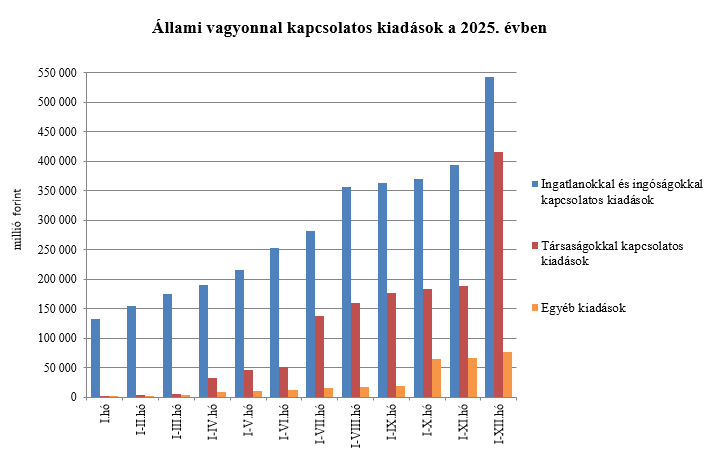 Állami vagyonnal kapcsolatos kiadások a 2025. évben
550 000
500 000
450 000
400 000
350 000
300 000
250 000
200 000
150 000
100 000
50 000
0
millió forint
I.hó
I-II.hó
I-III.hó
I-IV.hó
I-V.hó
I-VI.hó
I-VII.hó
I-VIII.hó
I-IX.hó
I-X.hó
I-XI.hó
I-XII.hó
Ingatlanokkal és ingóságokkal
kapcsolatos kiadások
Társaságokkal kapcsolatos
kiadások
Egyéb kiadások